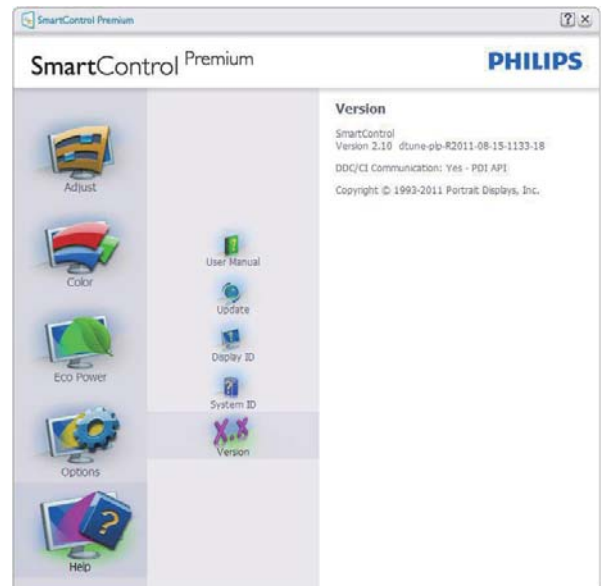 SmartControl Premium
SmartControl Premium
PHILIPS
Adjust
Color
Eco Power
Options
Help
User Manual
Update
Display ID
System ID
X.X
Version
Version
SmartControl
Version 2.10 dtune-plp-R2011-08-15-1133-18
DDC/CI Communication: Yes - PDI API
Copyright © 1993-2011 Portrait Displays, Inc.